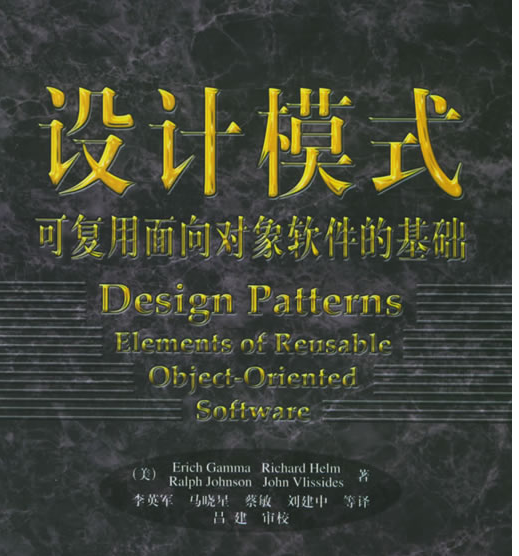 设计模式
可复用面向对象软件的基础
Design Patterns
Elements of Reusable
Object-Oriented
Software
(美) Erich Gamma Richard Helm
Ralph Johnson John Vlissides 著
李英军 马晓星 蔡敏 刘建中 等译
吕建 审校